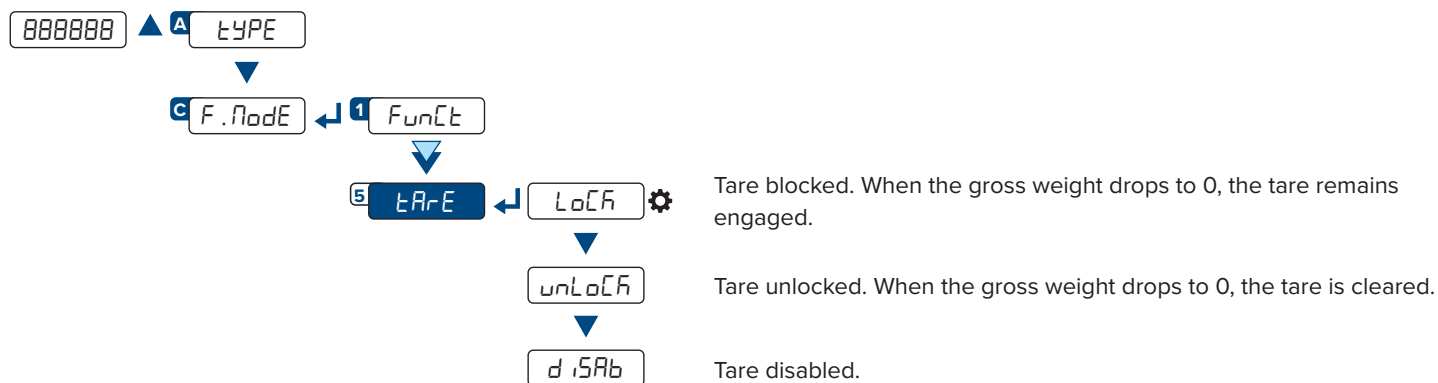 888888 A tYPE
C F.ModE 1 FunCt
5 tArE LoCK Tare blocked. When the gross weight drops to 0, the tare remains
engaged.
unLoCK Tare unlocked. When the gross weight drops to 0, the tare is cleared.
diSAb Tare disabled.